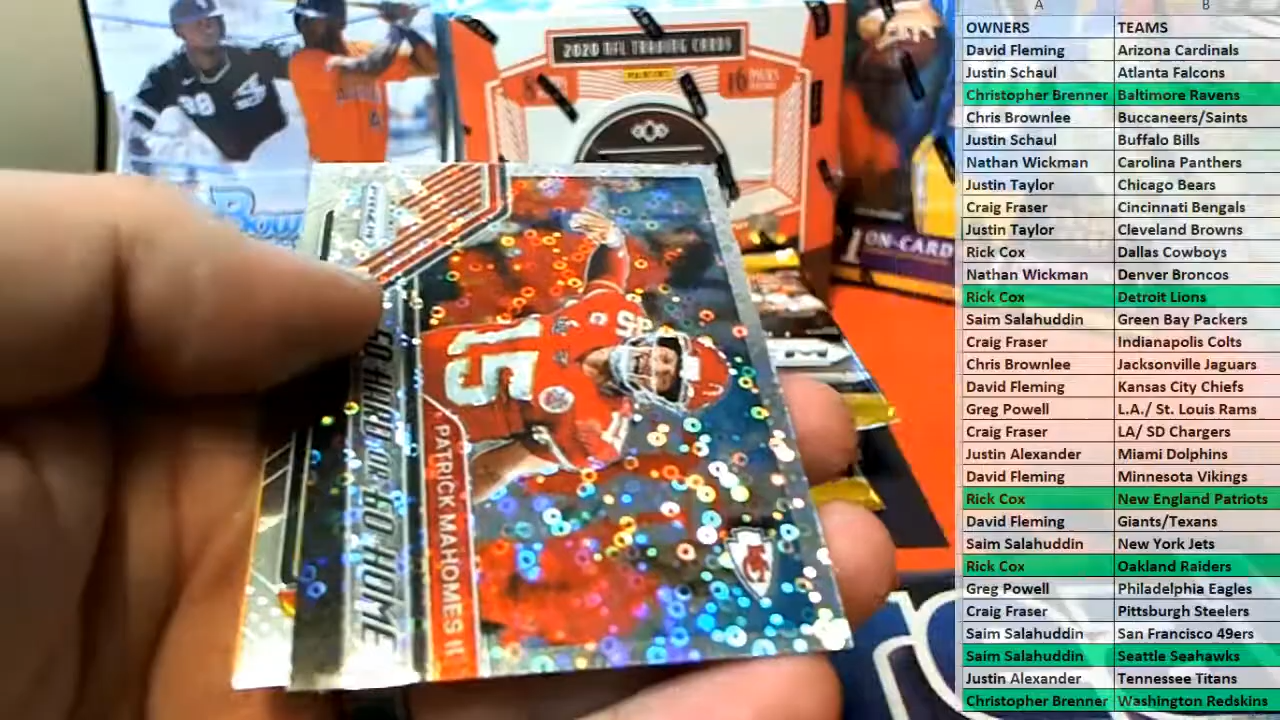 2020 NFL TRADING CARDS
16
Bow
1 ON-CARD
PRIZM
GO HARD OR GO HOME
PATRICK MAHOMES II
15
15
A B
OWNERS TEAMS
David Fleming Arizona Cardinals
Justin Schaul Atlanta Falcons
Christopher Brenner Baltimore Ravens
Chris Brownlee Buccaneers/Saints
Justin Schaul Buffalo Bills
Nathan Wickman Carolina Panthers
Justin Taylor Chicago Bears
Craig Fraser Cincinnati Bengals
Justin Taylor Cleveland Browns
Rick Cox Dallas Cowboys
Nathan Wickman Denver Broncos
Rick Cox Detroit Lions
Saim Salahuddin Green Bay Packers
Craig Fraser Indianapolis Colts
Chris Brownlee Jacksonville Jaguars
David Fleming Kansas City Chiefs
Greg Powell L.A./ St. Louis Rams
Craig Fraser LA/ SD Chargers
Justin Alexander Miami Dolphins
David Fleming Minnesota Vikings
Rick Cox New England Patriots
David Fleming Giants/Texans
Saim Salahuddin New York Jets
Rick Cox Oakland Raiders
Greg Powell Philadelphia Eagles
Craig Fraser Pittsburgh Steelers
Saim Salahuddin San Francisco 49ers
Saim Salahuddin Seattle Seahawks
Justin Alexander Tennessee Titans
Christopher Brenner Washington Redskins